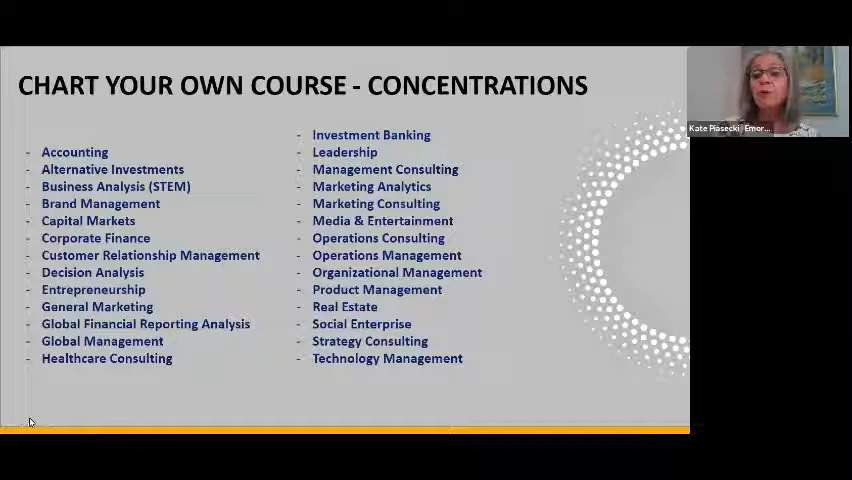 CHART YOUR OWN COURSE - CONCENTRATIONS
- Accounting
- Alternative Investments
- Business Analysis (STEM)
- Brand Management
- Capital Markets
- Corporate Finance
- Customer Relationship Management
- Decision Analysis
- Entrepreneurship
- General Marketing
- Global Financial Reporting Analysis
- Global Management
- Healthcare Consulting
- Investment Banking
- Leadership
- Management Consulting
- Marketing Analytics
- Marketing Consulting
- Media & Entertainment
- Operations Consulting
- Operations Management
- Organizational Management
- Product Management
- Real Estate
- Social Enterprise
- Strategy Consulting
- Technology Management
Kate Piasecki | Emor...